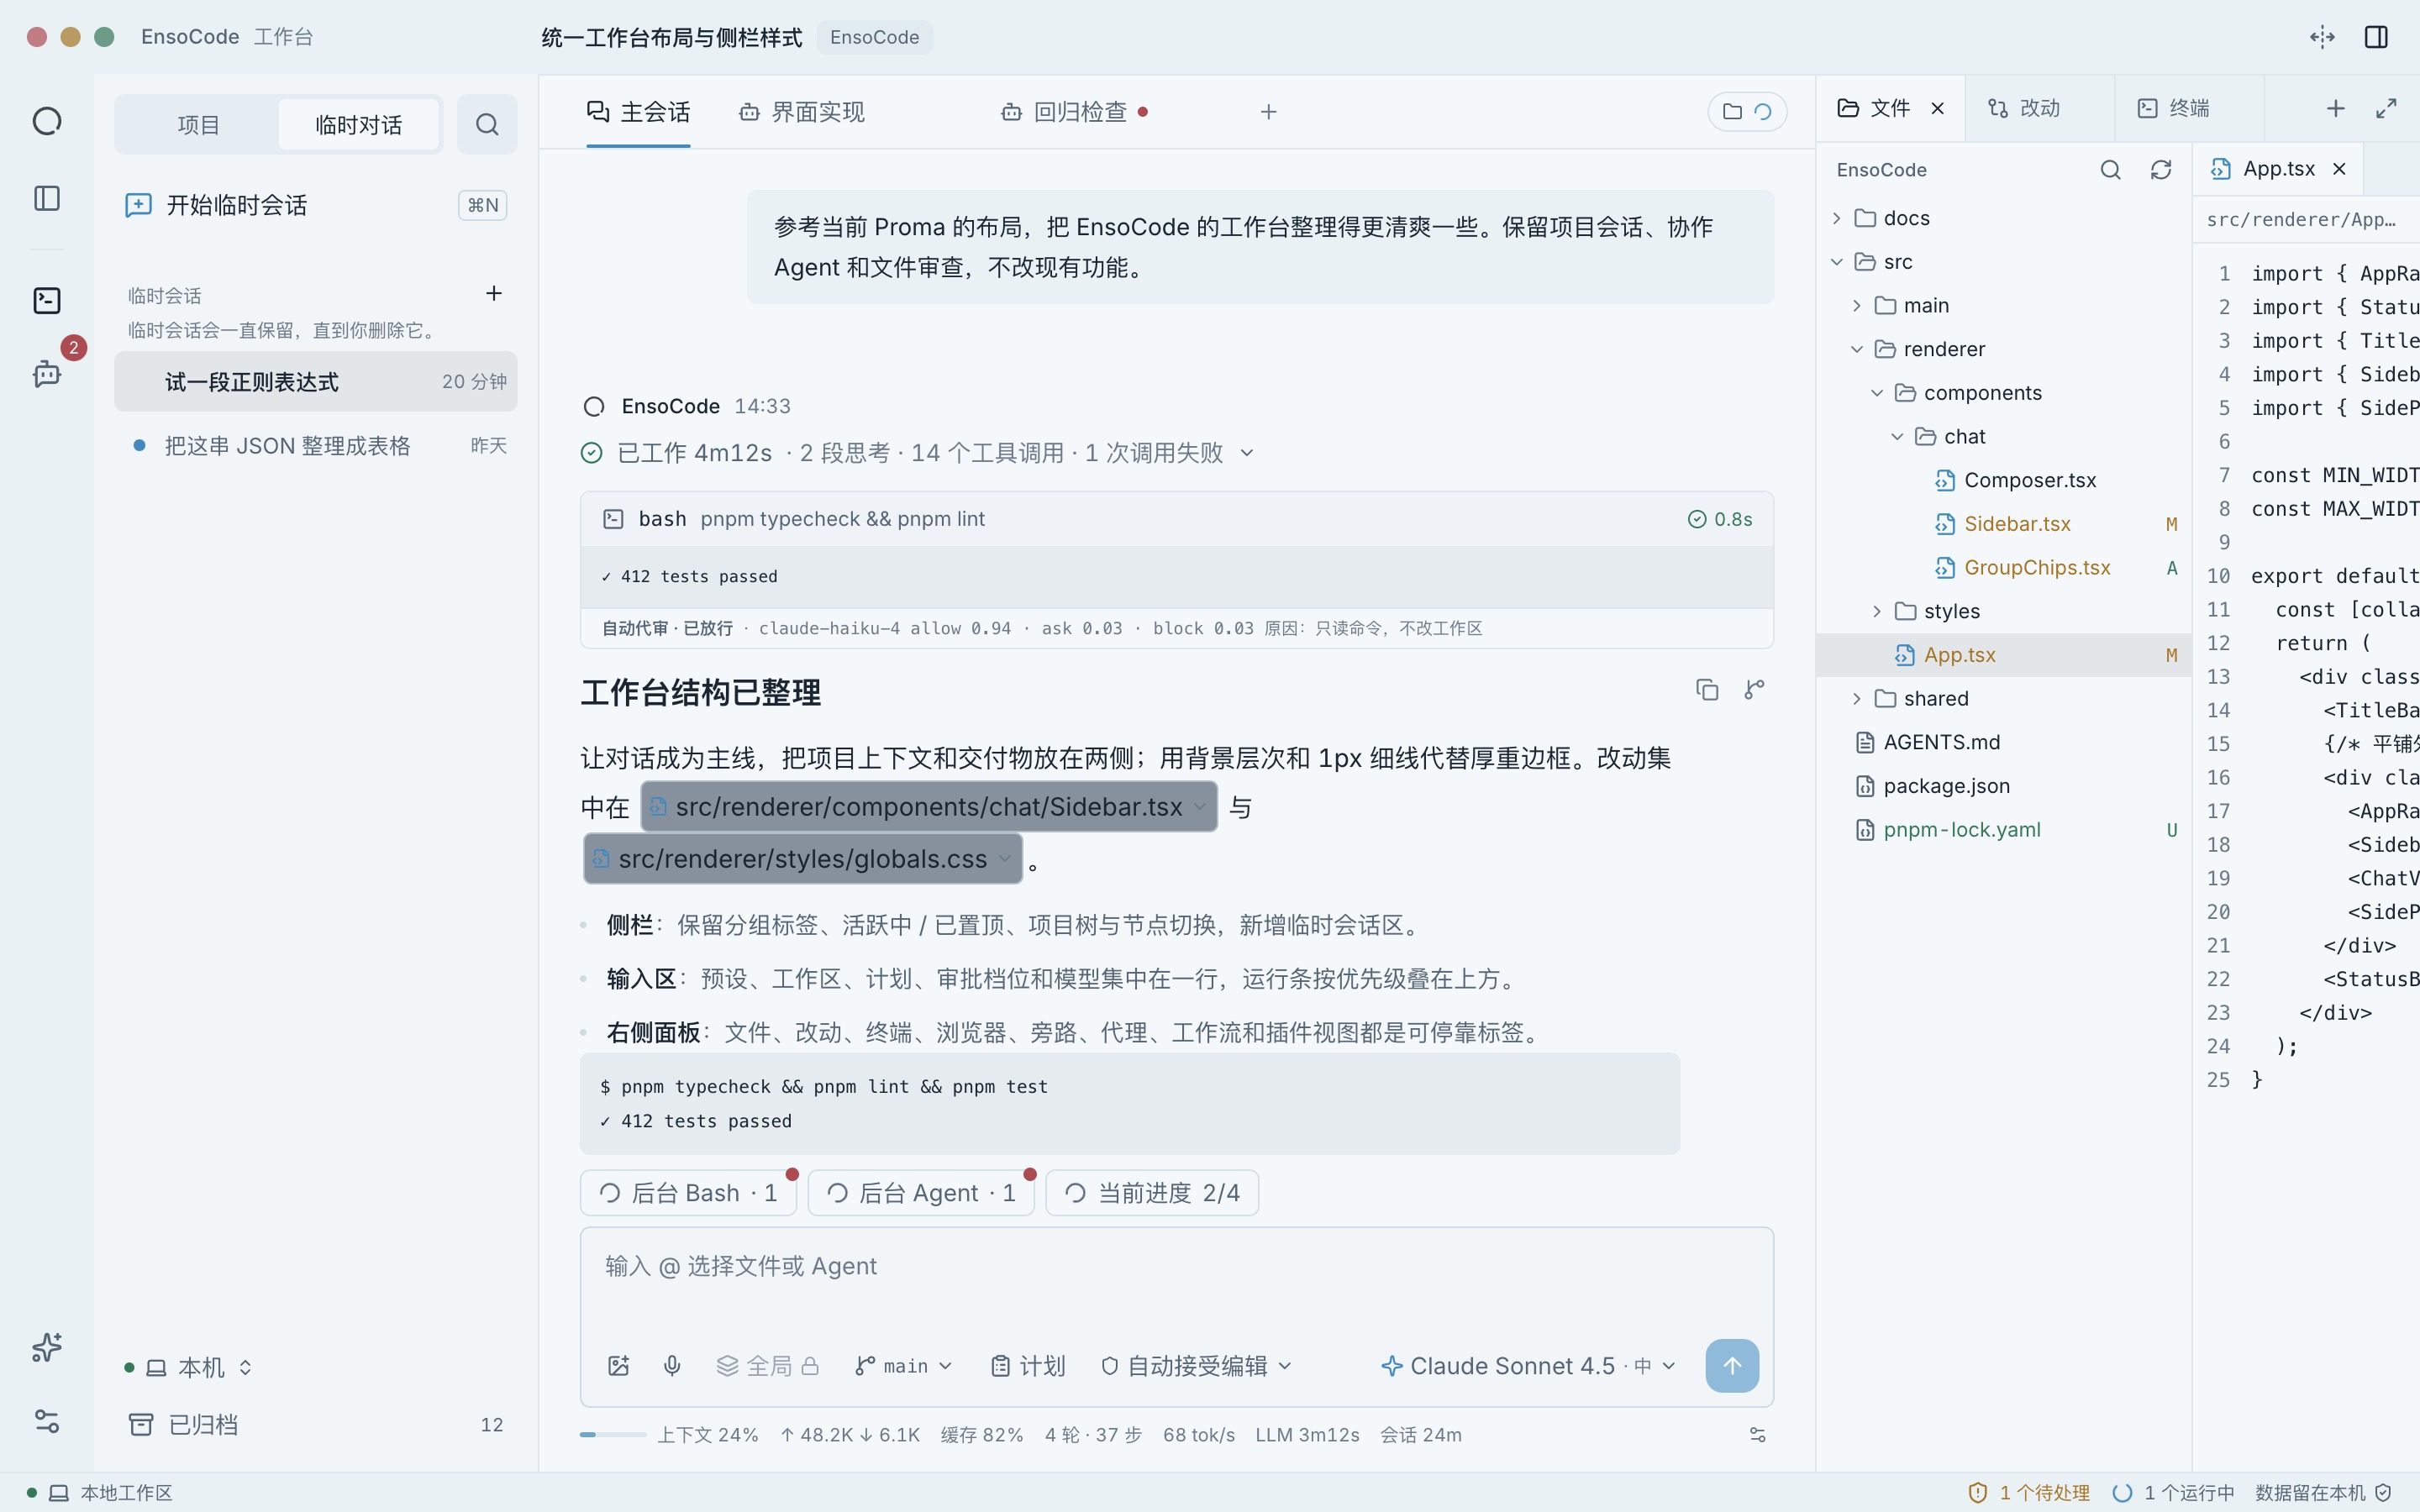 EnsoCode 工作台
统一工作台布局与侧栏样式 EnsoCode
项目 临时对话
开始临时会话 ⌘N
临时会话
临时会话会一直保留，直到你删除它。
2
试一段正则表达式 20 分钟
把这串 JSON 整理成表格 昨天
本机
已归档 12
主会话 界面实现 回归检查
参考当前 Proma 的布局，把 EnsoCode 的工作台整理得更清爽一些。保留项目会话、协作
Agent 和文件审查，不改现有功能。
EnsoCode 14:33
已工作 4m12s · 2 段思考 · 14 个工具调用 · 1 次调用失败
bash pnpm typecheck && pnpm lint 0.8s
✓ 412 tests passed
自动代审 · 已放行 · claude-haiku-4 allow 0.94 · ask 0.03 · block 0.03 原因：只读命令，不改工作区
工作台结构已整理
让对话成为主线，把项目上下文和交付物放在两侧；用背景层次和 1px 细线代替厚重边框。改动集
中在 src/renderer/components/chat/Sidebar.tsx 与
src/renderer/styles/globals.css 。
侧栏：保留分组标签、活跃中 / 已置顶、项目树与节点切换，新增临时会话区。
输入区：预设、工作区、计划、审批档位和模型集中在一行，运行条按优先级叠在上方。
右侧面板：文件、改动、终端、浏览器、旁路、代理、工作流和插件视图都是可停靠标签。
$ pnpm typecheck && pnpm lint && pnpm test
✓ 412 tests passed
后台 Bash · 1 后台 Agent · 1 当前进度 2/4
输入 @ 选择文件或 Agent
全局 main 计划 自动接受编辑 Claude Sonnet 4.5 · 中
上下文 24% ↑ 48.2K ↓ 6.1K 缓存 82% 4 轮 · 37 步 68 tok/s LLM 3m12s 会话 24m
文件 改动 终端
EnsoCode
docs
src
main
renderer
components
chat
Composer.tsx
Sidebar.tsx M
GroupChips.tsx A
styles
App.tsx M
shared
AGENTS.md
package.json
pnpm-lock.yaml U
App.tsx
src/renderer/App…
1 import { AppRa
2 import { Statu
3 import { Title
4 import { Sideb
5 import { SideP
6
7 const MIN_WIDT
8 const MAX_WIDT
9
10 export default
11 const [colla
12 return (
13 <div class
14 <TitleBa
15 {/* 平铺
16 <div cla
17 <AppRa
18 <Sideb
19 <ChatV
20 <SideP
21 </div>
22 <StatusB
23 </div>
24 );
25 }
本地工作区
1 个待处理 1 个运行中 数据留在本机